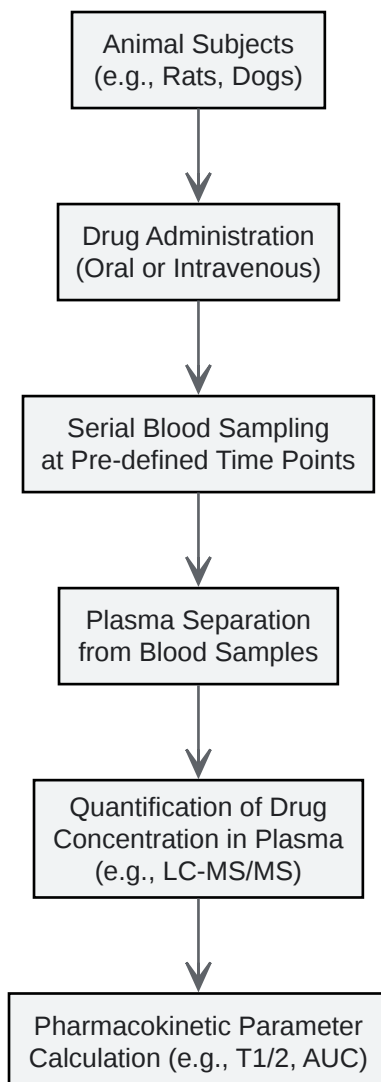 Animal Subjects
(e.g., Rats, Dogs)
Drug Administration
(Oral or Intravenous)
Serial Blood Sampling
at Pre-defined Time Points
Plasma Separation
from Blood Samples
Quantification of Drug
Concentration in Plasma
(e.g., LC-MS/MS)
Pharmacokinetic Parameter
Calculation (e.g., T1/2, AUC)